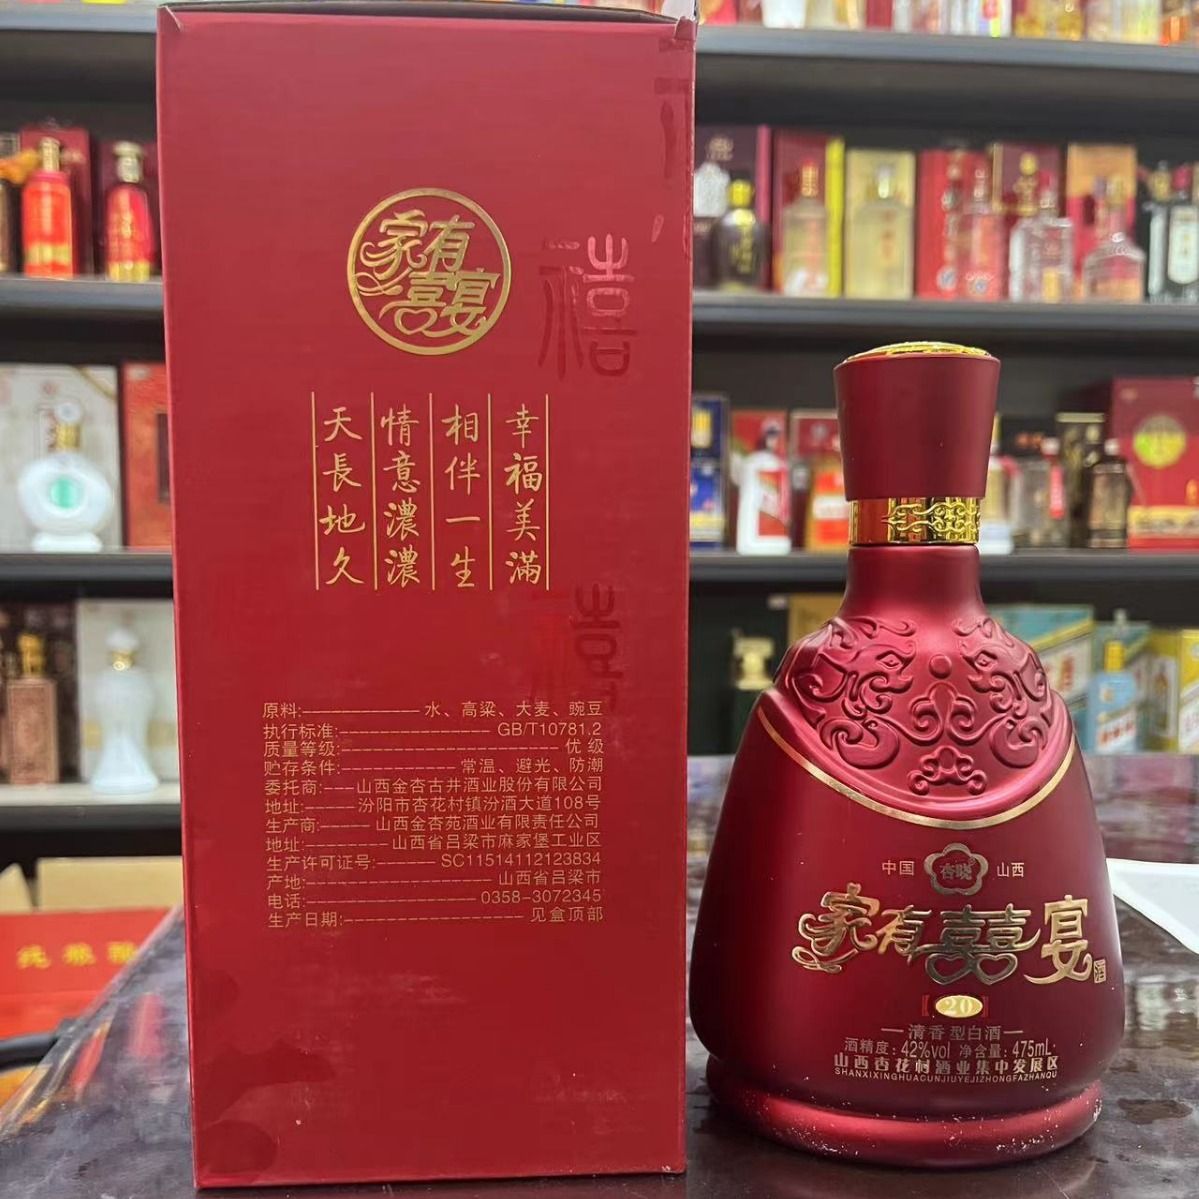 家有
囍宴
幸福美滿
相伴一生
情意濃濃
天長地久
禧
禧
原料:水、高粱、大麦、豌豆
执行标准:GB/T10781.2
质量等级:优级
贮存条件:常温、避光、防潮
委托商:山西金杏古井酒业股份有限公司
地址:汾阳市杏花村镇汾酒大道108号
生产商:山西金杏苑酒业有限责任公司
地址:山西省吕梁市麻家堡工业区
生产许可证号:SC11514112123834
产地:山西省吕梁市
电话:0358-3072345
生产日期:见盒顶部
中国 杏晓 山西
家有囍宴酒
【20】
清香型白酒
酒精度:42%vol 净含量:475mL
山西杏花村酒业集中发展区
SHANXIXINGHUACUNJIUYEJIZHONGFAZHANQU